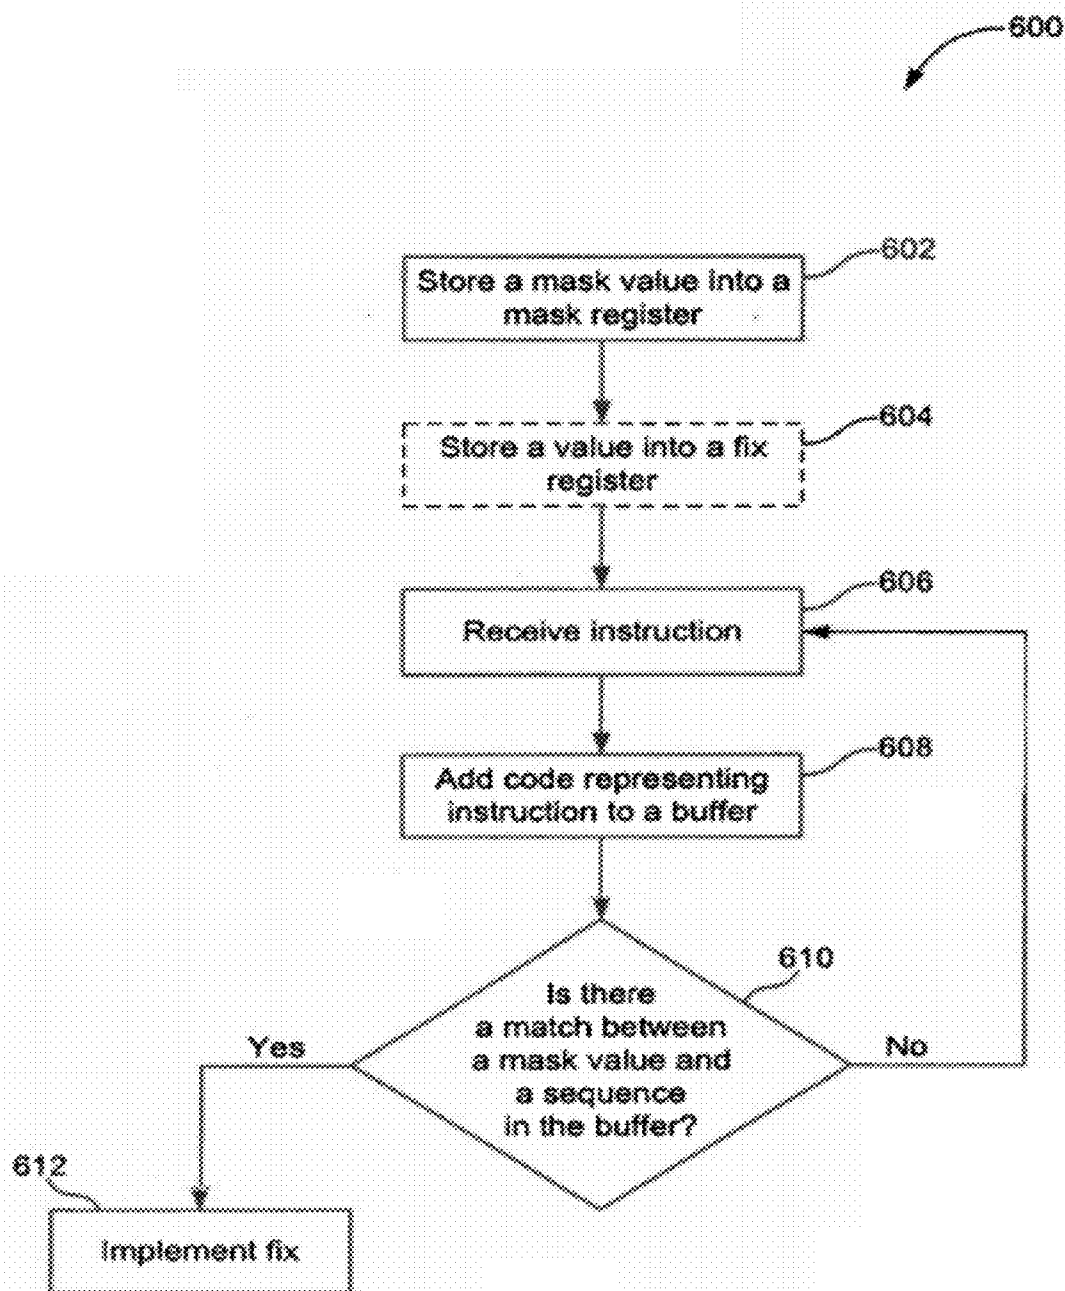 600
602
Store a mask value into a
mask register
604
Store a value into a fix
register
606
Receive instruction
608
Add code representing
instruction to a buffer
610
Is there
a match between
a mask value and
a sequence
in the buffer?
Yes
No
612
Implement fix